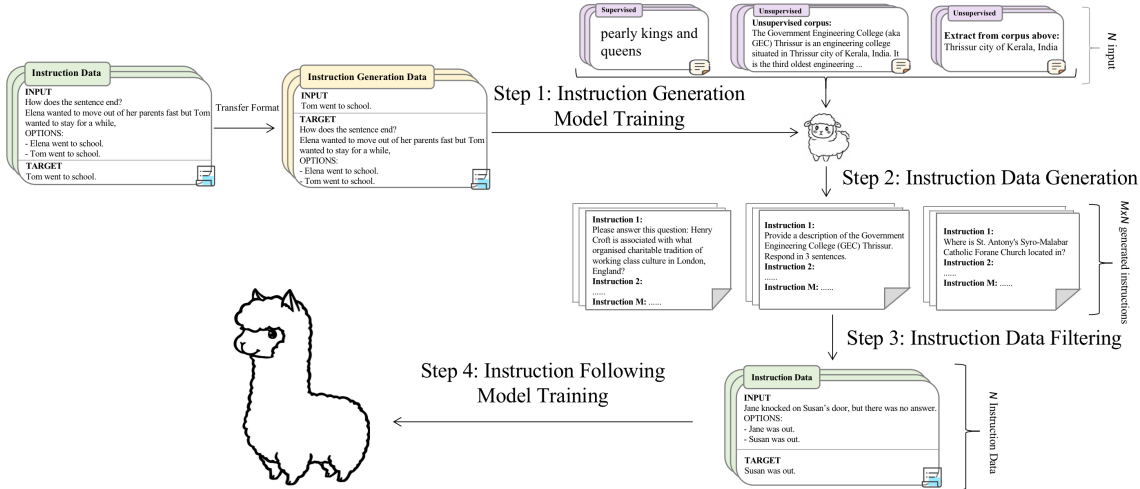 Instruction Data
INPUT
How does the sentence end?
Elena wanted to move out of her parents fast but Tom
wanted to stay for a while,
OPTIONS:
- Elena went to school.
- Tom went to school.
TARGET
Tom went to school.
Transfer Format
Instruction Generation Data
INPUT
Tom went to school.
TARGET
How does the sentence end?
Elena wanted to move out of her parents fast but Tom
wanted to stay for a while,
OPTIONS:
- Elena went to school.
- Tom went to school.
Step 1: Instruction Generation
Model Training
Supervised
pearly kings and
queens
Unsupervised
Unsupervised corpus:
The Government Engineering College (aka
GEC) Thrissur is an engineering college
situated in Thrissur city of Kerala, India. It
is the third oldest engineering ...
Unsupervised
Extract from corpus above:
Thrissur city of Kerala, India
N input
Step 2: Instruction Data Generation
Instruction 1:
Please answer this question: Henry
Croft is associated with what
organised charitable tradition of
working class culture in London,
England?
Instruction 2:
......
Instruction M: ......
Instruction 1:
Provide a description of the Government
Engineering College (GEC) Thrissur.
Respond in 3 sentences.
Instruction 2:
......
Instruction M: ......
Instruction 1:
Where is St. Antony's Syro-Malabar
Catholic Forane Church located in?
Instruction 2:
......
Instruction M: ......
MxN generated instructions
Step 3: Instruction Data Filtering
Instruction Data
INPUT
Jane knocked on Susan's door, but there was no answer.
OPTIONS:
- Jane was out.
- Susan was out.
TARGET
Susan was out.
N Instruction Data
Step 4: Instruction Following
Model Training